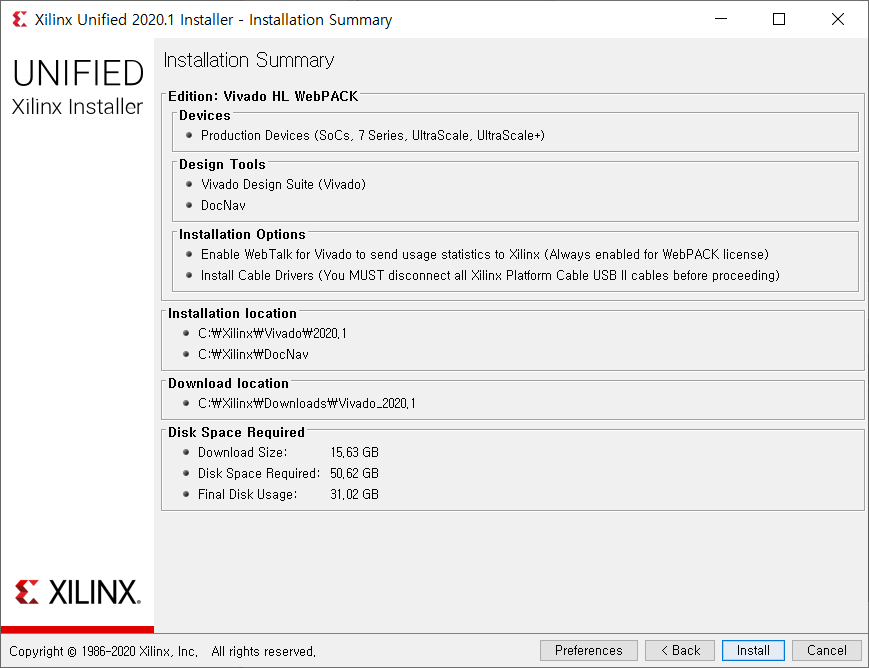 Xilinx Unified 2020.1 Installer - Installation Summary
UNIFIED
Xilinx Installer
Installation Summary
Edition: Vivado HL WebPACK
Devices
Production Devices (SoCs, 7 Series, UltraScale, UltraScale+)
Design Tools
Vivado Design Suite (Vivado)
DocNav
Installation Options
Enable WebTalk for Vivado to send usage statistics to Xilinx (Always enabled for WebPACK license)
Install Cable Drivers (You MUST disconnect all Xilinx Platform Cable USB II cables before proceeding)
Installation location
C:₩Xilinx₩Vivado₩2020.1
C:₩Xilinx₩DocNav
Download location
C:₩Xilinx₩Downloads₩Vivado_2020.1
Disk Space Required
Download Size: 15.63 GB
Disk Space Required: 50.62 GB
Final Disk Usage: 31.02 GB
XILINX.
Copyright © 1986-2020 Xilinx, Inc. All rights reserved.
Preferences
< Back
Install
Cancel